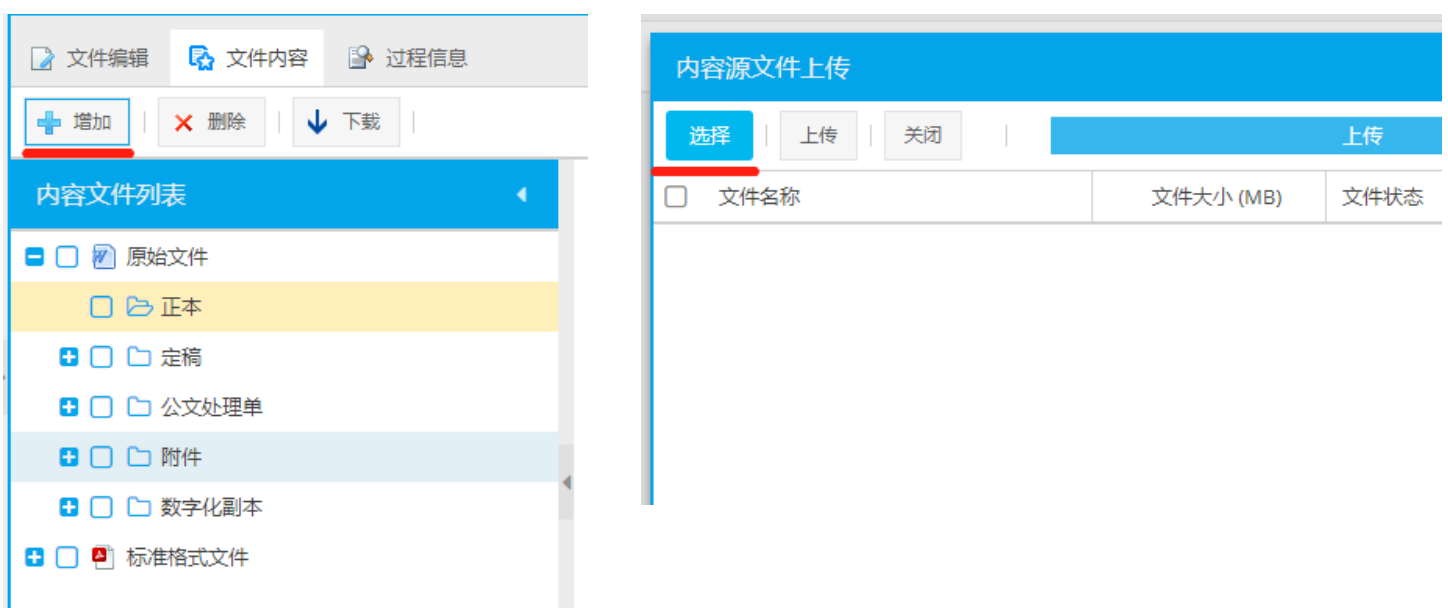 文件编辑 文件内容 过程信息
增加 删除 下载
内容文件列表
原始文件
正本
定稿
公文处理单
附件
数字化副本
标准格式文件
内容源文件上传
选择 上传 关闭 上传
文件名称 文件大小 (MB) 文件状态